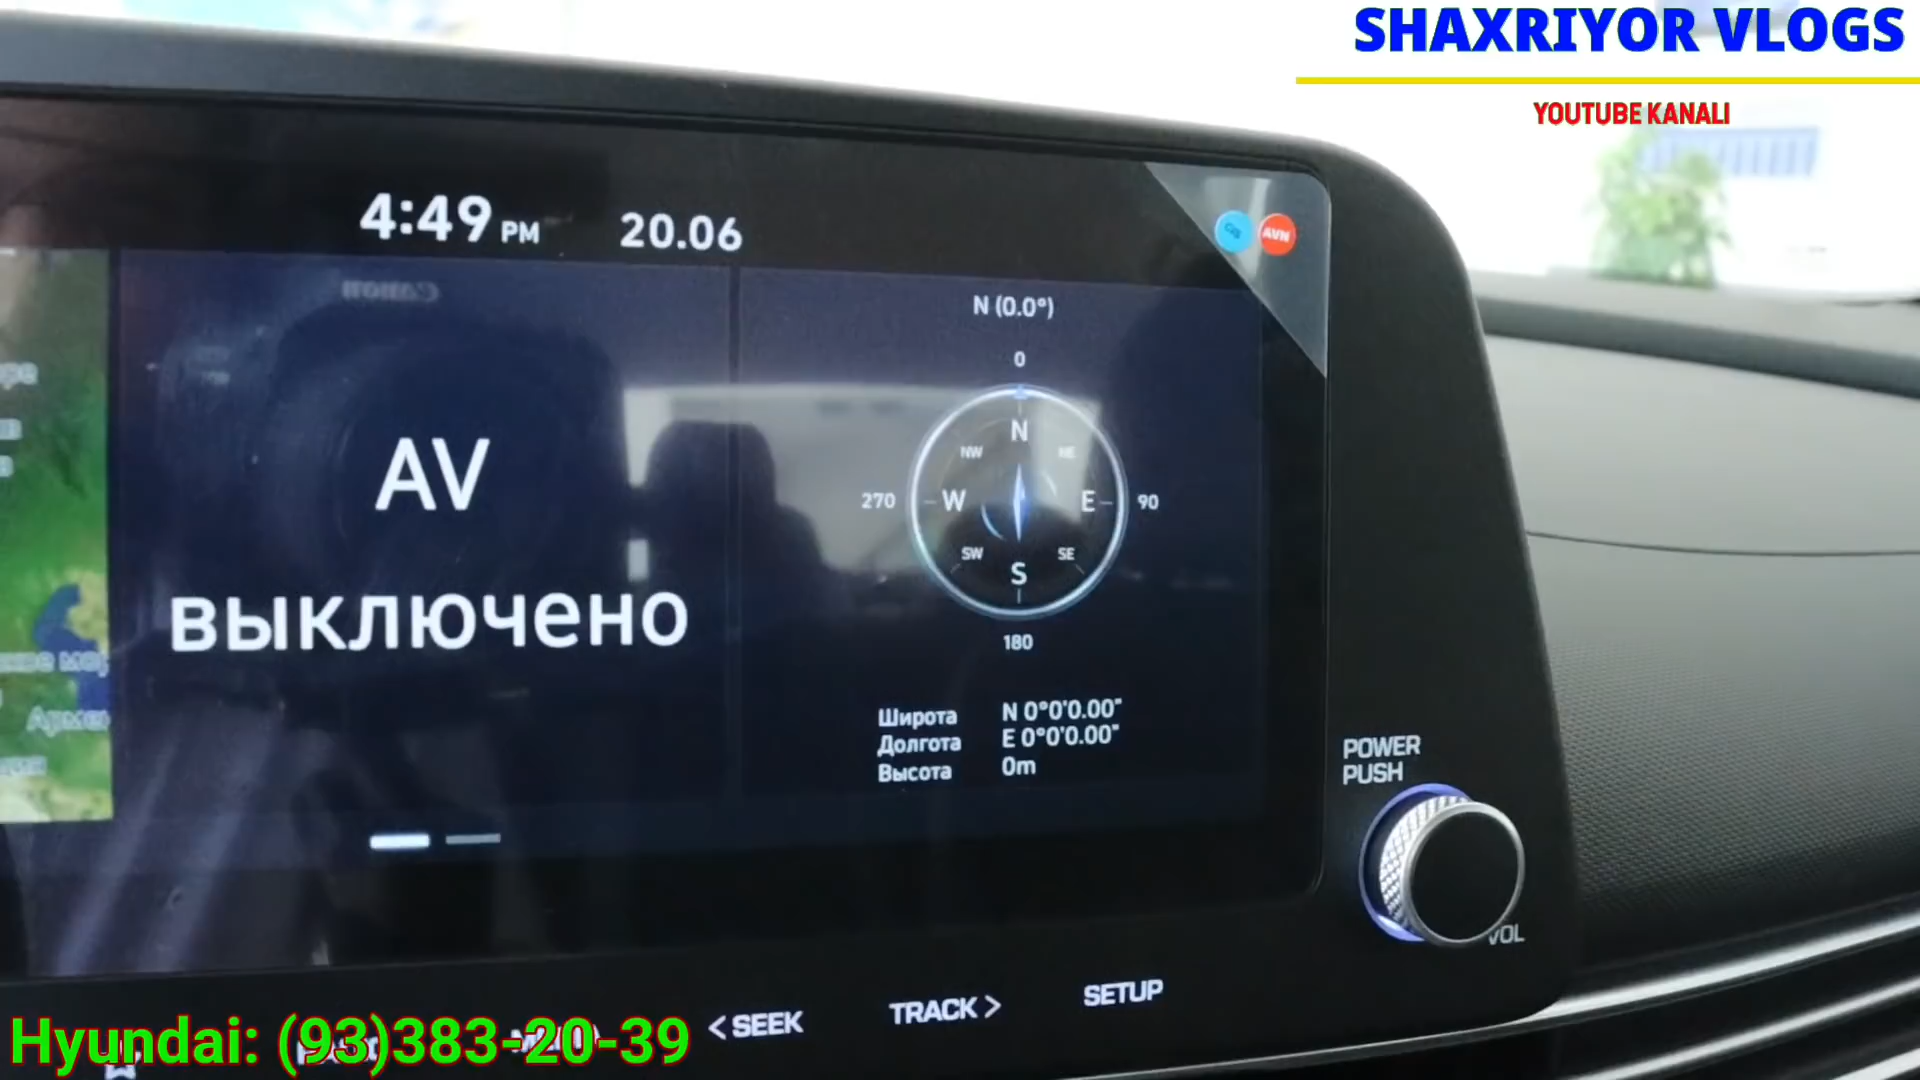 SHAXRIYOR VLOGS
YOUTUBE KANALI
4:49 PM 20.06
AVN
Canon
N (0.0°)
0
N
NW NE
270 W E 90
SW SE
S
180
AV
выключено
Широта N 0°0'0.00"
Долгота E 0°0'0.00"
Высота 0m
POWER
PUSH
VOL
< SEEK
TRACK >
SETUP
Hyundai: (93)383-20-39